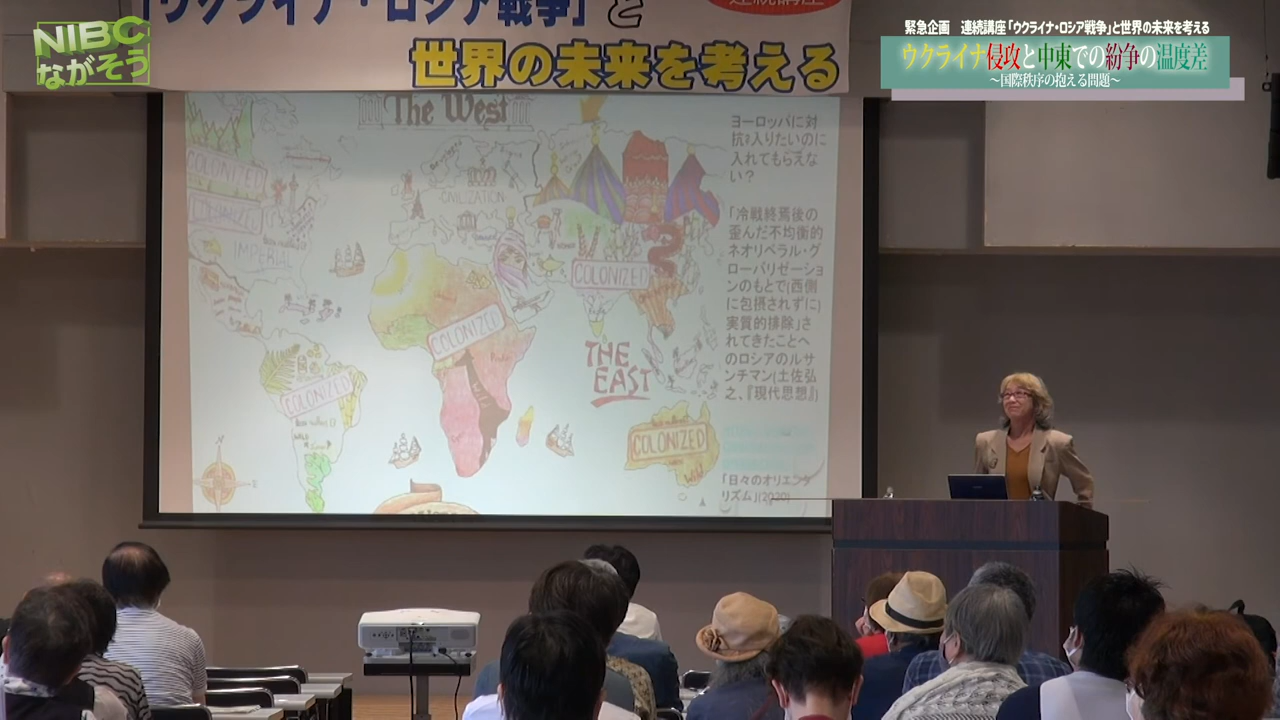 NIBC
ながそう
「ウクライナ・ロシア戦争」と
世界の未来を考える
緊急企画　連続講座「ウクライナ・ロシア戦争」と世界の未来を考える
ウクライナ侵攻と中東での紛争の温度差
～国際秩序の抱える問題～
The West
COLONIZED
COLONIZED
IMPERIAL
CIVILIZATION
COLONIZED
COLONIZED
COLONIZED
THE
EAST
COLONIZED
ヨーロッパに対
抗?入りたいのに
入れてもらえな
い？
「冷戦終焉後の
歪んだ不均衡的
ネオリベラル・グ
ローバリゼーショ
ンのもとで(西側
に包摂されずに)
実質的排除」さ
れてきたことへ
のロシアのルサ
ンチマン(土佐弘
之、『現代思想』)
「日々のオリエンタ
リズム」(2020)